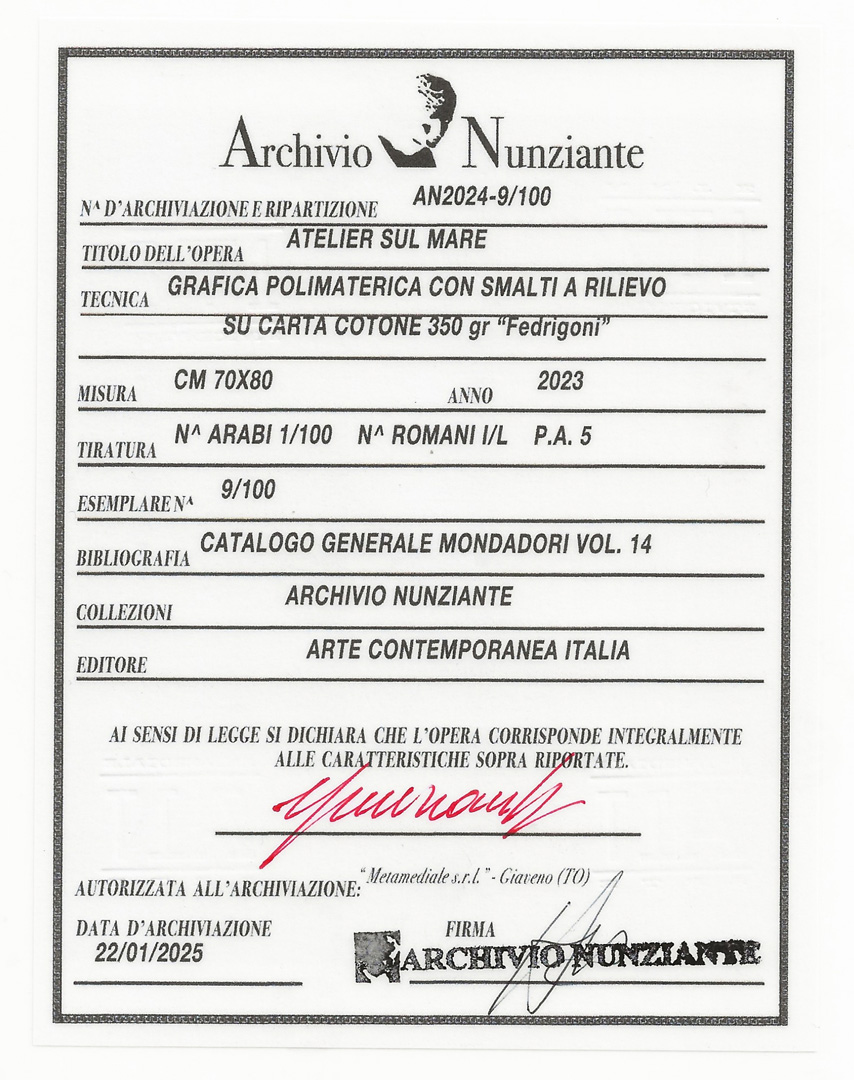 Archivio Nunziante
N^ D'ARCHIVIAZIONE E RIPARTIZIONE AN2024-9/100
TITOLO DELL'OPERA ATELIER SUL MARE
TECNICA GRAFICA POLIMATERICA CON SMALTI A RILIEVO
SU CARTA COTONE 350 gr “Fedrigoni”
MISURA CM 70X80 ANNO 2023
TIRATURA N^ ARABI 1/100 N^ ROMANI I/L P.A. 5
ESEMPLARE N^ 9/100
BIBLIOGRAFIA CATALOGO GENERALE MONDADORI VOL. 14
COLLEZIONI ARCHIVIO NUNZIANTE
EDITORE ARTE CONTEMPORANEA ITALIA
AI SENSI DI LEGGE SI DICHIARA CHE L'OPERA CORRISPONDE INTEGRALMENTE
ALLE CARATTERISTICHE SOPRA RIPORTATE.
Nunziante
AUTORIZZATA ALL'ARCHIVIAZIONE: "Metamediale s.r.l." - Giaveno (TO)
DATA D'ARCHIVIAZIONE FIRMA
22/01/2025 ARCHIVIO NUNZIANTE